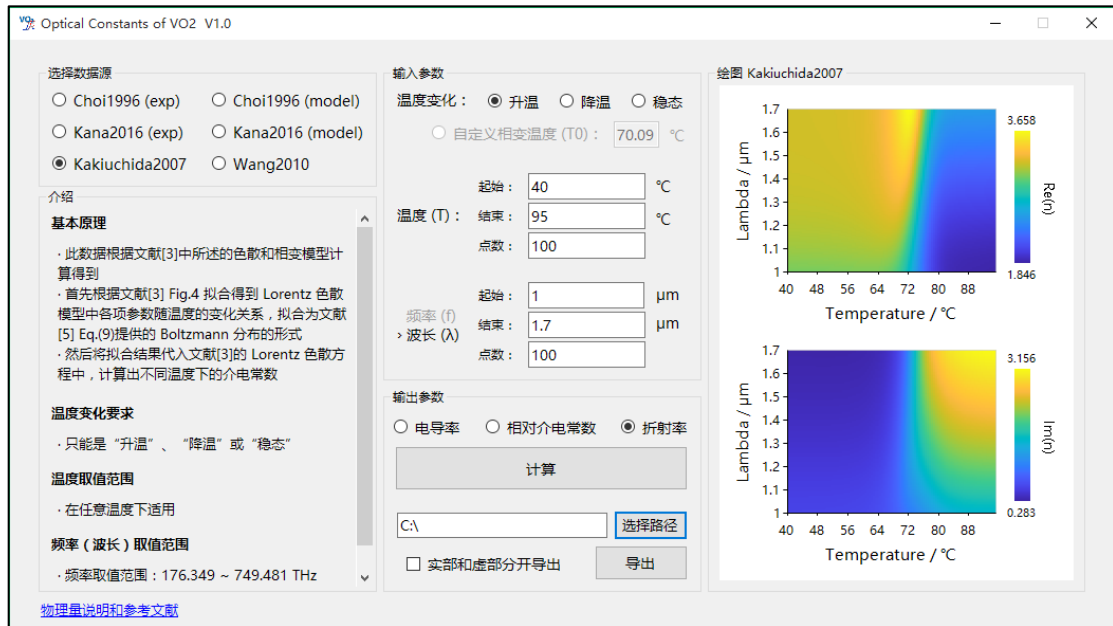 Optical Constants of VO2 V1.0
选择数据源
Choi1996 (exp)
Choi1996 (model)
Kana2016 (exp)
Kana2016 (model)
Kakiuchida2007
Wang2010
介绍
基本原理
· 此数据根据文献[3]中所述的色散和相变模型计
算得到
· 首先根据文献[3] Fig.4 拟合得到 Lorentz 色散
模型中各项参数随温度的变化关系，拟合为文献
[5] Eq.(9)提供的 Boltzmann 分布的形式
· 然后将拟合结果代入文献[3]的 Lorentz 色散方
程中，计算出不同温度下的介电常数
温度变化要求
· 只能是“升温”、 “降温”或“稳态”
温度取值范围
· 在任意温度下适用
频率（波长）取值范围
· 频率取值范围：176.349 ~ 749.481 THz
物理量说明和参考文献
输入参数
温度变化： 升温 降温 稳态
自定义相变温度 (T0)： 70.09 ℃
起始： 40 ℃
温度 (T)： 结束： 95 ℃
点数： 100
起始： 1 μm
频率 (f)
› 波长 (λ)
结束： 1.7 μm
点数： 100
输出参数
电导率 相对介电常数 折射率
计算
C:\ 选择路径
实部和虚部分开导出 导出
绘图 Kakiuchida2007
1.7
1.6
1.5
1.4
1.3
1.2
1.1
1
Lambda / μm
40 48 56 64 72 80 88
Temperature / ℃
3.658
Re(n)
1.846
1.7
1.6
1.5
1.4
1.3
1.2
1.1
1
Lambda / μm
40 48 56 64 72 80 88
Temperature / ℃
3.156
Im(n)
0.283